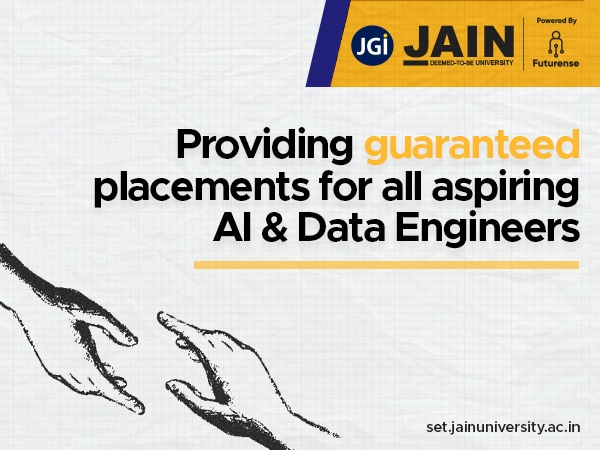 JGi
JAIN
DEEMED-TO-BE UNIVERSITY
Powered By
Futurense
Providing guaranteed
placements for all aspiring
AI & Data Engineers
set.jainuniversity.ac.in